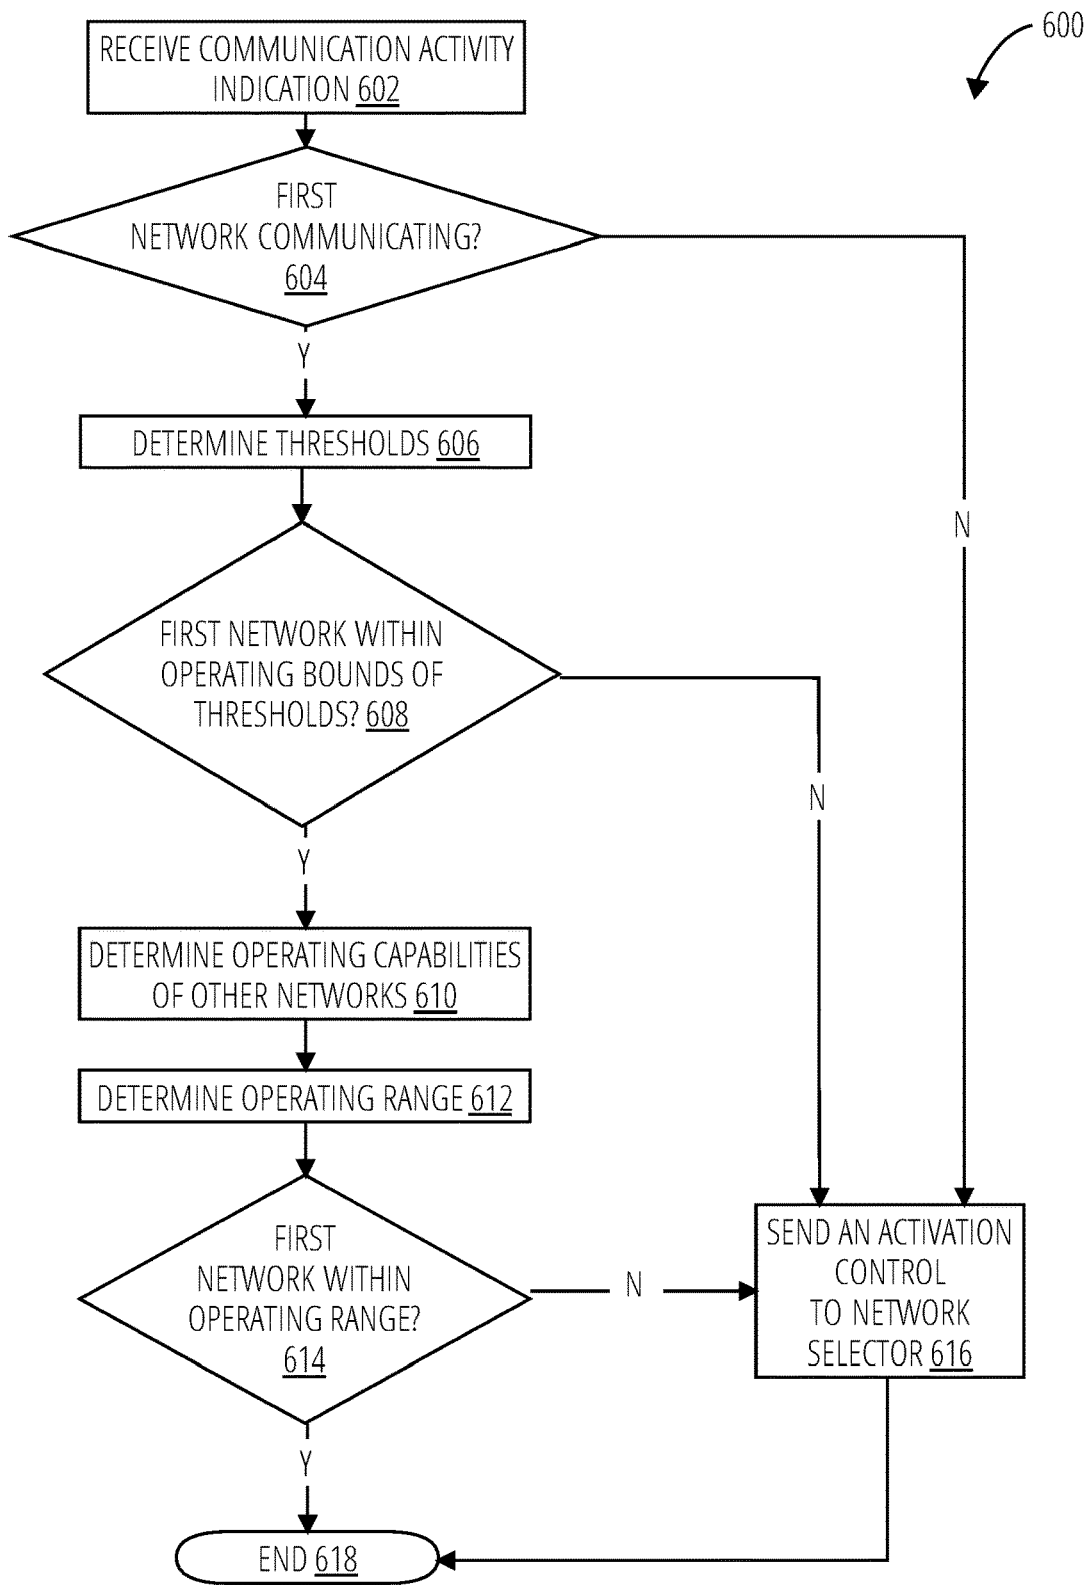 600
RECEIVE COMMUNICATION ACTIVITY
INDICATION 602
FIRST
NETWORK COMMUNICATING?
604
Y
N
DETERMINE THRESHOLDS 606
FIRST NETWORK WITHIN
OPERATING BOUNDS OF
THRESHOLDS? 608
N
Y
DETERMINE OPERATING CAPABILITIES
OF OTHER NETWORKS 610
DETERMINE OPERATING RANGE 612
FIRST
NETWORK WITHIN
OPERATING RANGE?
614
N
Y
SEND AN ACTIVATION
CONTROL
TO NETWORK
SELECTOR 616
END 618